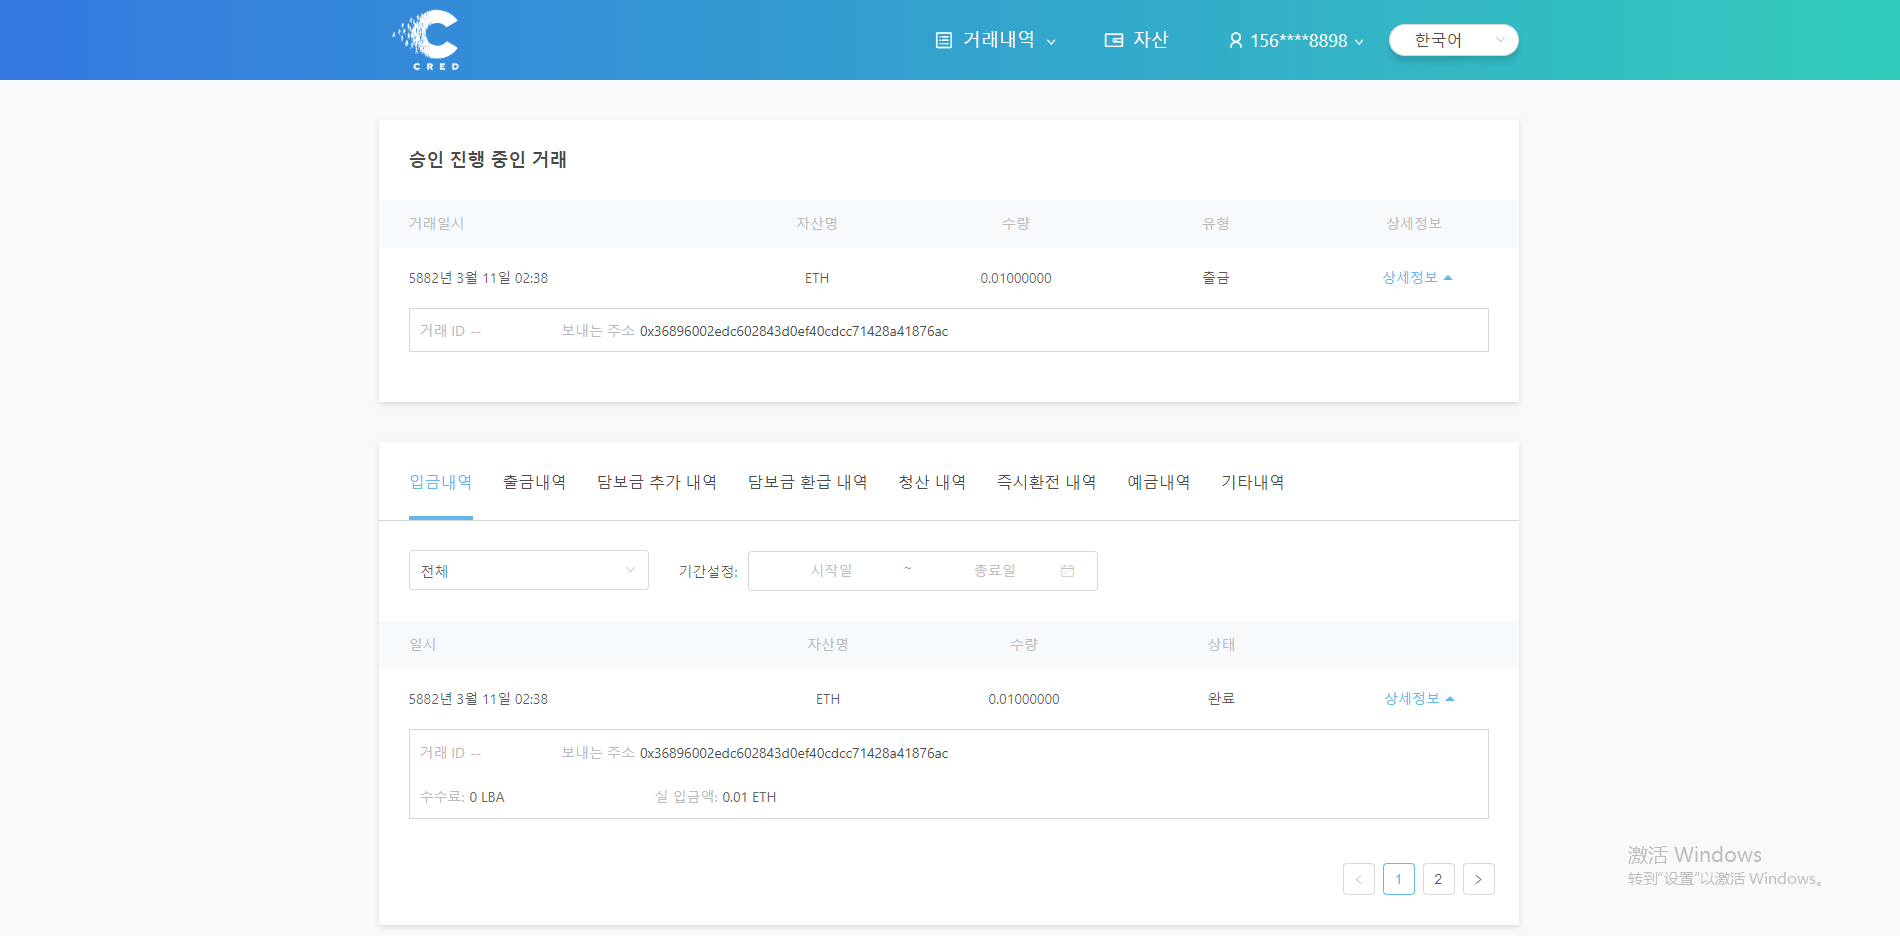 CRED
거래내역
자산
156****8898
한국어
승인 진행 중인 거래
거래일시 자산명 수량 유형 상세정보
5882년 3월 11일 02:38 ETH 0.01000000 출금 상세정보
거래 ID -- 보내는 주소 0x36896002edc602843d0ef40cdcc71428a41876ac
입금내역 출금내역 담보금 추가 내역 담보금 환급 내역 청산 내역 즉시환전 내역 예금내역 기타내역
전체 기간설정: 시작일 ~ 종료일
일시 자산명 수량 상태
5882년 3월 11일 02:38 ETH 0.01000000 완료 상세정보
거래 ID -- 보내는 주소 0x36896002edc602843d0ef40cdcc71428a41876ac
수수료: 0 LBA 실 입금액: 0.01 ETH
< 1 2 >
激活 Windows
转到“设置”以激活 Windows。